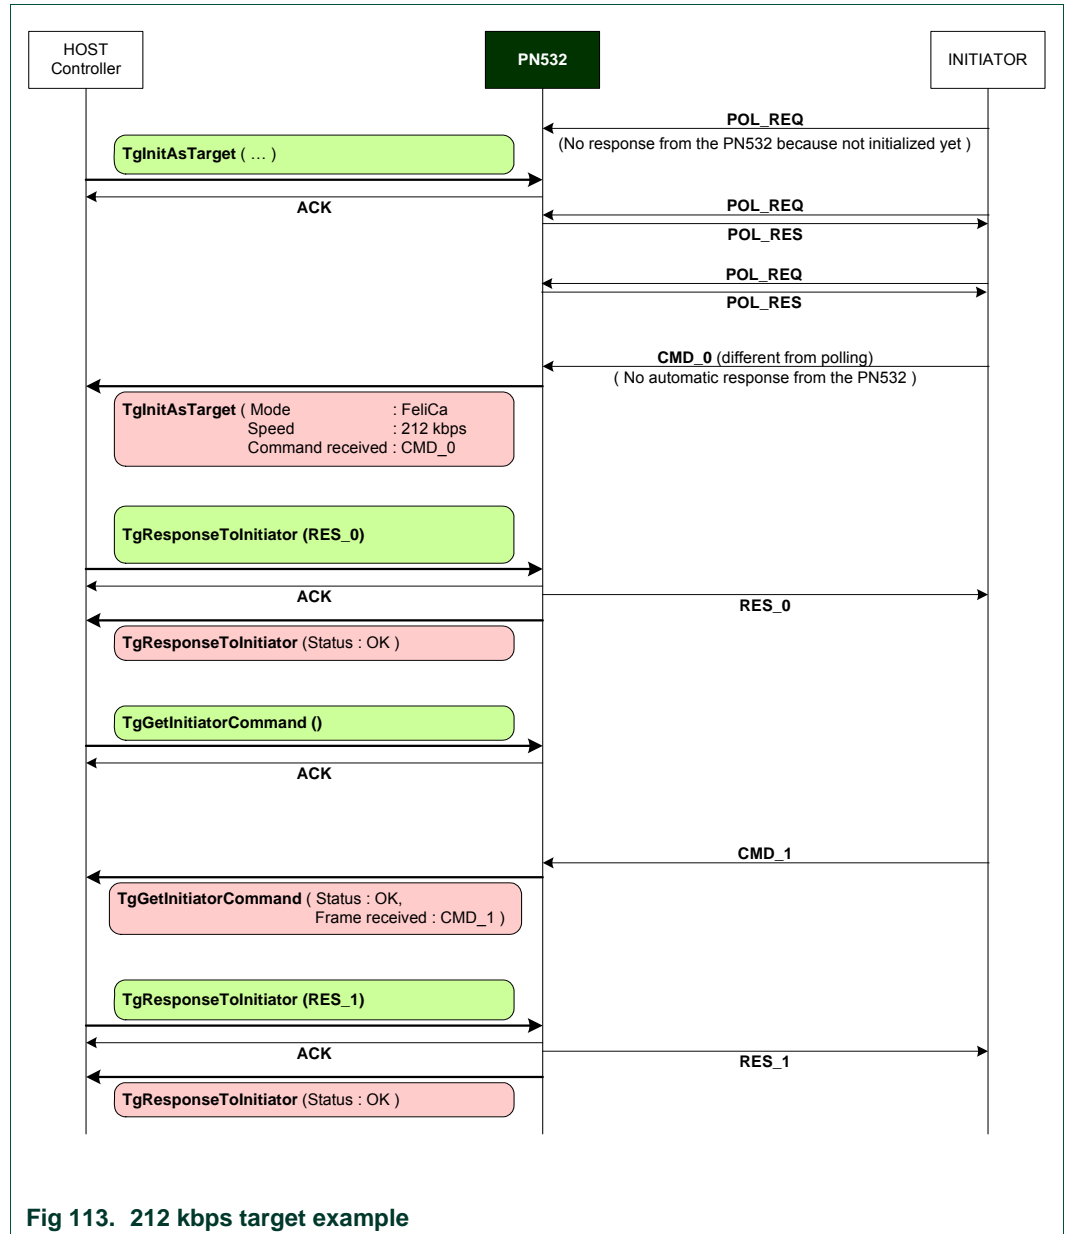 HOST
Controller
PN532
INITIATOR
POL_REQ
(No response from the PN532 because not initialized yet )
TgInitAsTarget ( … )
ACK
POL_REQ
POL_RES
POL_REQ
POL_RES
CMD_0 (different from polling)
( No automatic response from the PN532 )
TgInitAsTarget ( Mode : FeliCa
Speed : 212 kbps
Command received : CMD_0
TgResponseToInitiator (RES_0)
ACK
RES_0
TgResponseToInitiator (Status : OK )
TgGetInitiatorCommand ()
ACK
CMD_1
TgGetInitiatorCommand ( Status : OK,
Frame received : CMD_1 )
TgResponseToInitiator (RES_1)
ACK
RES_1
TgResponseToInitiator (Status : OK )
Fig 113. 212 kbps target example